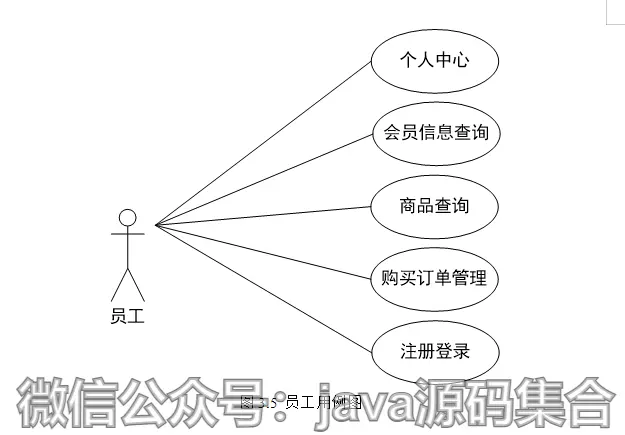 个人中心
会员信息查询
商品查询
购买订单管理
注册登录
员工
图 3.5 员工用例图
微信公众号：java源码集合